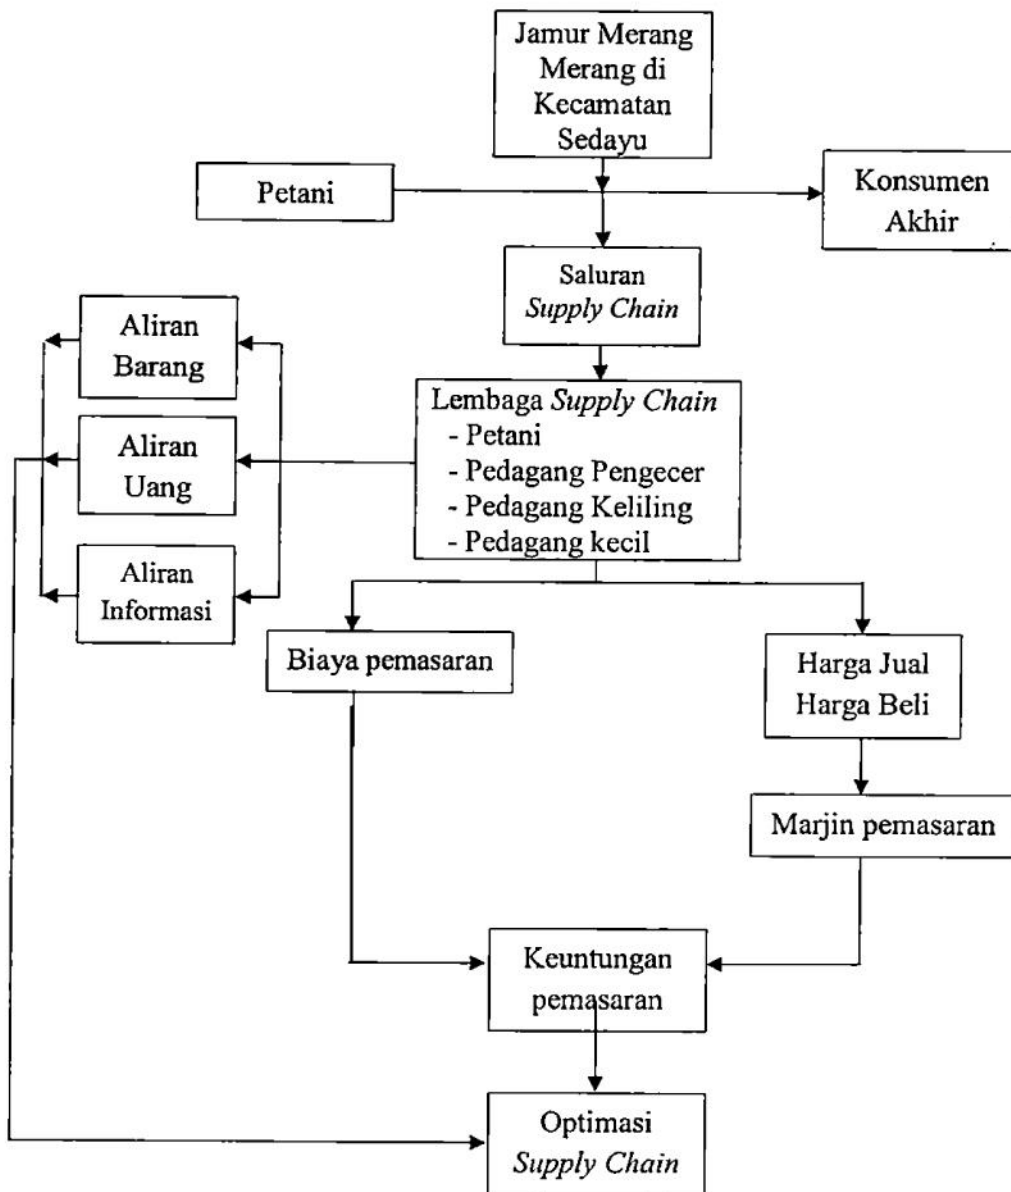 Jamur Merang
Merang di
Kecamatan
Sedayu
Petani
Konsumen
Akhir
Saluran
Supply Chain
Aliran
Barang
Aliran
Uang
Aliran
Informasi
Lembaga Supply Chain
- Petani
- Pedagang Pengecer
- Pedagang Keliling
- Pedagang kecil
Biaya pemasaran
Harga Jual
Harga Beli
Marjin pemasaran
Keuntungan
pemasaran
Optimasi
Supply Chain